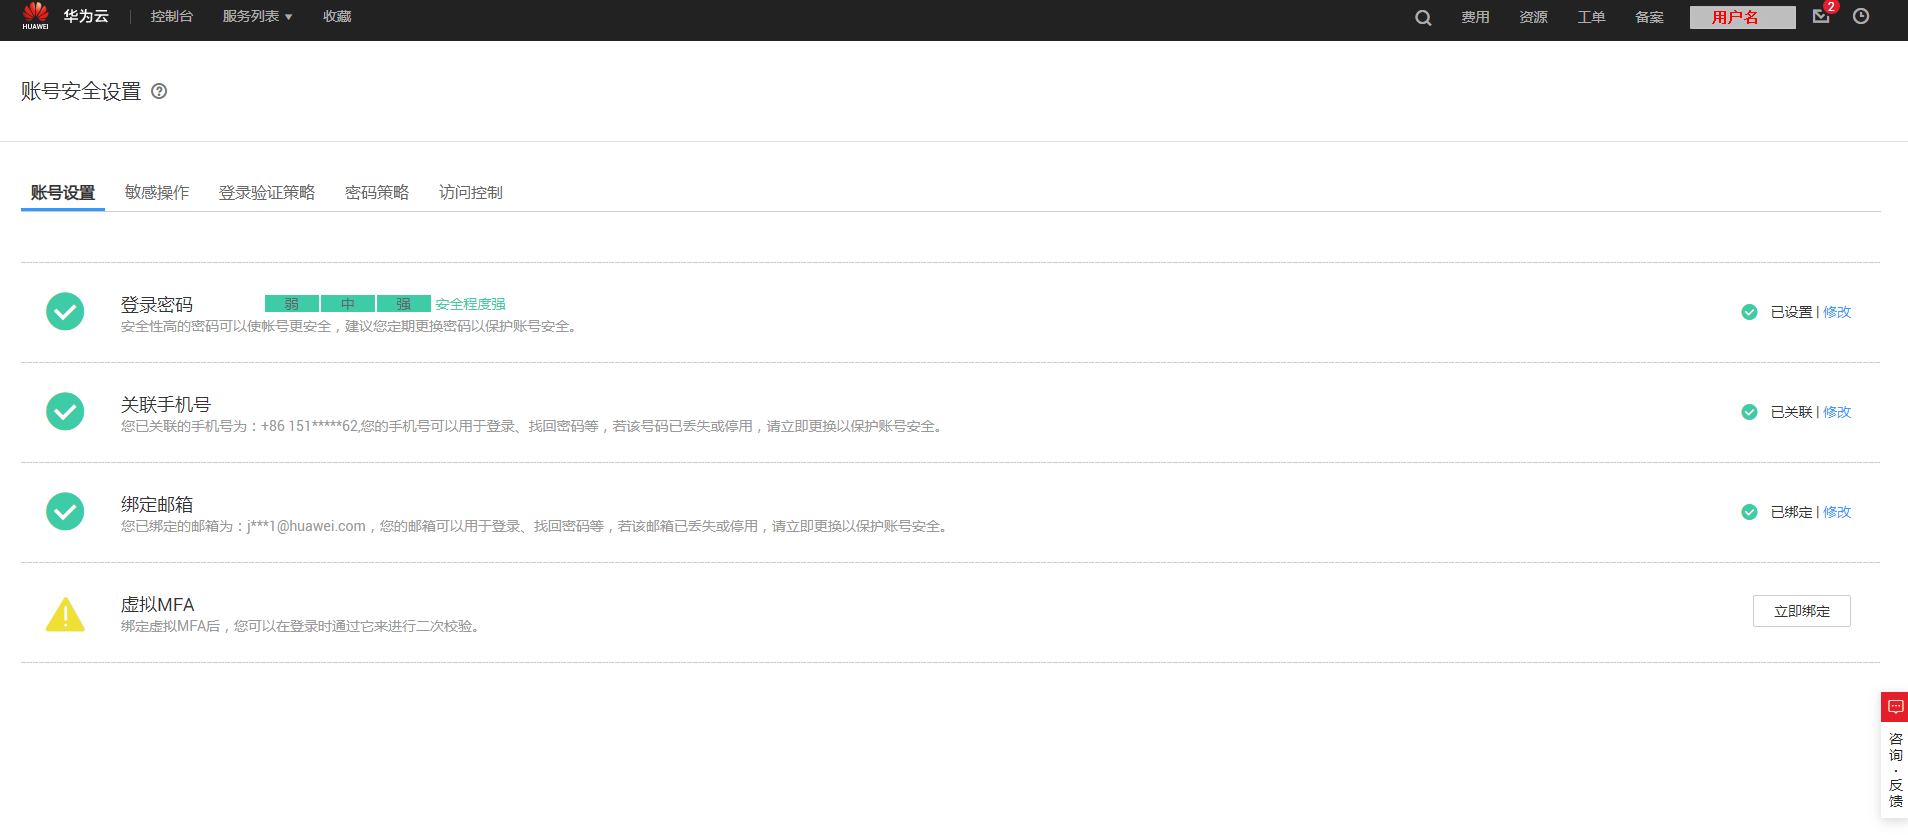 HUAWEI 华为云 控制台 服务列表 收藏 费用 资源 工单 备案 用户名 2
账号安全设置
账号设置 敏感操作 登录验证策略 密码策略 访问控制
登录密码 弱 中 强 安全程度强
安全性高的密码可以使帐号更安全，建议您定期更换密码以保护账号安全。
已设置 | 修改
关联手机号
您已关联的手机号为：+86 151*****62,您的手机号可以用于登录、找回密码等，若该号码已丢失或停用，请立即更换以保护账号安全。
已关联 | 修改
绑定邮箱
您已绑定的邮箱为：j***1@huawei.com，您的邮箱可以用于登录、找回密码等，若该邮箱已丢失或停用，请立即更换以保护账号安全。
已绑定 | 修改
虚拟MFA
绑定虚拟MFA后，您可以在登录时通过它来进行二次校验。
立即绑定
咨询·反馈